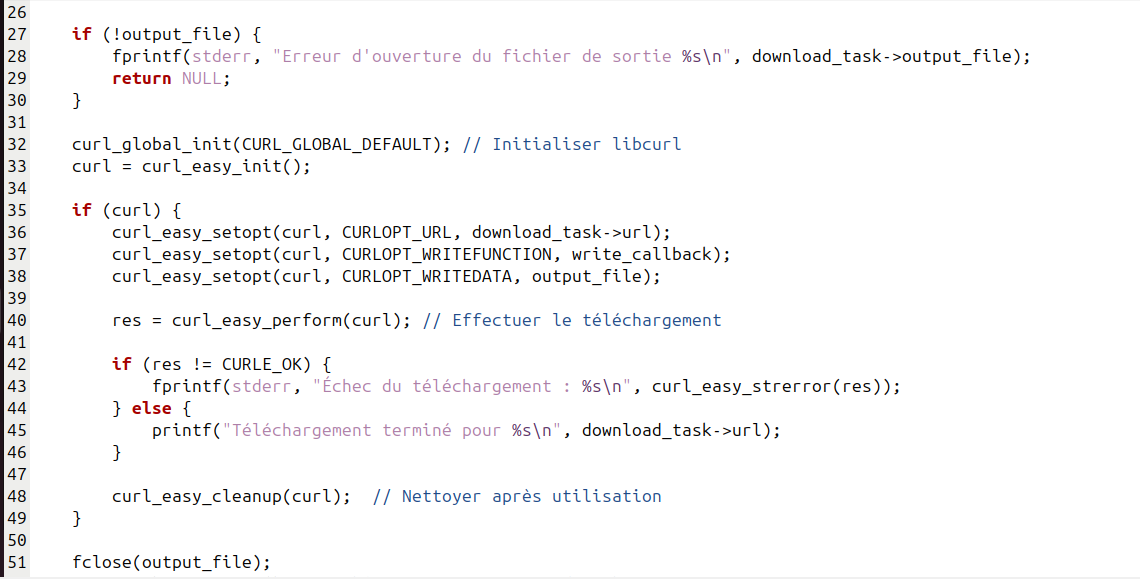 26
27 if (!output_file) {
28 fprintf(stderr, "Erreur d'ouverture du fichier de sortie %s\n", download_task->output_file);
29 return NULL;
30 }
31
32 curl_global_init(CURL_GLOBAL_DEFAULT); // Initialiser libcurl
33 curl = curl_easy_init();
34
35 if (curl) {
36 curl_easy_setopt(curl, CURLOPT_URL, download_task->url);
37 curl_easy_setopt(curl, CURLOPT_WRITEFUNCTION, write_callback);
38 curl_easy_setopt(curl, CURLOPT_WRITEDATA, output_file);
39
40 res = curl_easy_perform(curl); // Effectuer le téléchargement
41
42 if (res != CURLE_OK) {
43 fprintf(stderr, "Échec du téléchargement : %s\n", curl_easy_strerror(res));
44 } else {
45 printf("Téléchargement terminé pour %s\n", download_task->url);
46 }
47
48 curl_easy_cleanup(curl); // Nettoyer après utilisation
49 }
50
51 fclose(output_file);